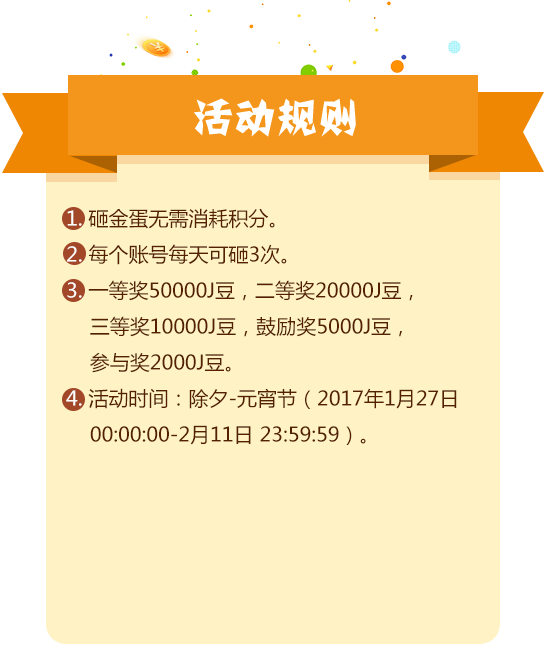 活动规则
1. 砸金蛋无需消耗积分。
2. 每个账号每天可砸3次。
3. 一等奖50000J豆，二等奖20000J豆，
三等奖10000J豆，鼓励奖5000J豆，
参与奖2000J豆。
4. 活动时间：除夕-元宵节（2017年1月27日
00:00:00-2月11日 23:59:59）。